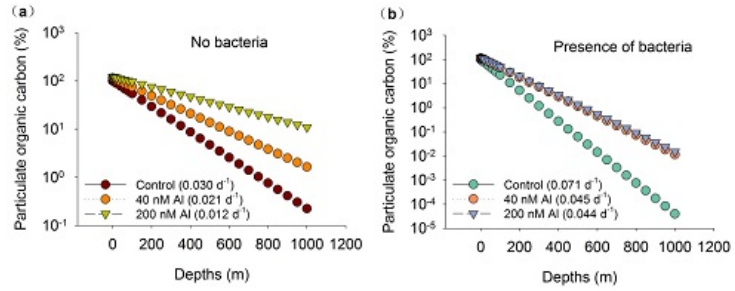 (a)
No bacteria
Particulate organic carbon (%)
10³
10²
10¹
10⁰
10⁻¹
Control (0.030 d⁻¹)
40 nM Al (0.021 d⁻¹)
200 nM Al (0.012 d⁻¹)
0 200 400 600 800 1000 1200
Depths (m)
(b)
Presence of bacteria
Particulate organic carbon (%)
10³
10²
10¹
10⁰
10⁻¹
10⁻²
10⁻³
10⁻⁴
10⁻⁵
Control (0.071 d⁻¹)
40 nM Al (0.045 d⁻¹)
200 nM Al (0.044 d⁻¹)
0 200 400 600 800 1000 1200
Depths (m)